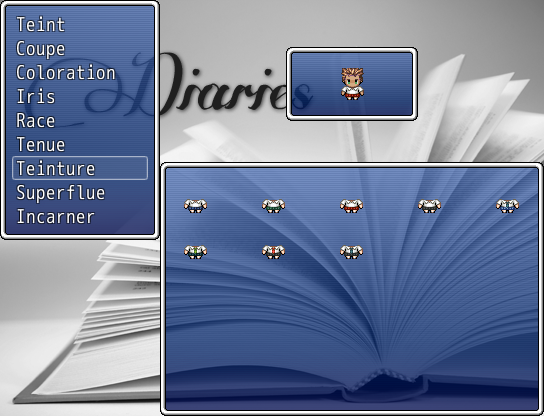 Teint
Coupe
Coloration
Iris
Race
Tenue
Teinture
Superflue
Incarner
Diaries